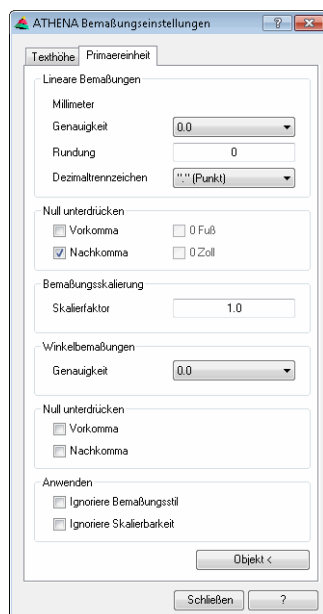 ATHENA Bemaßungseinstellungen
Texthöhe Primaereinheit
Lineare Bemaßungen
Millimeter
Genauigkeit 0.0
Rundung 0
Dezimaltrennzeichen "." (Punkt)
Null unterdrücken
Vorkomma 0 Fuß
Nachkomma 0 Zoll
Bemaßungsskalierung
Skalierfaktor 1.0
Winkelbemaßungen
Genauigkeit 0.0
Null unterdrücken
Vorkomma
Nachkomma
Anwenden
Ignoriere Bemaßungsstil
Ignoriere Skalierbarkeit
Objekt <
Schließen ?